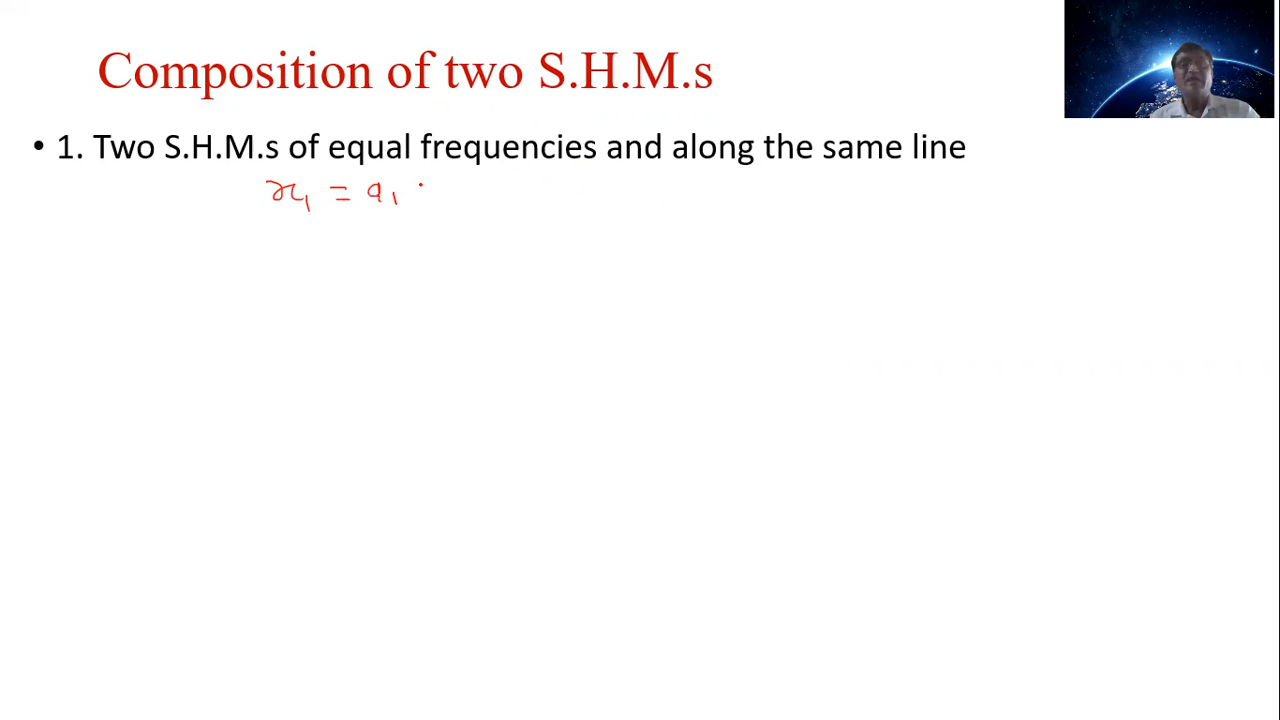 Composition of two S.H.M.s
• 1. Two S.H.M.s of equal frequencies and along the same line
x₁ = a₁